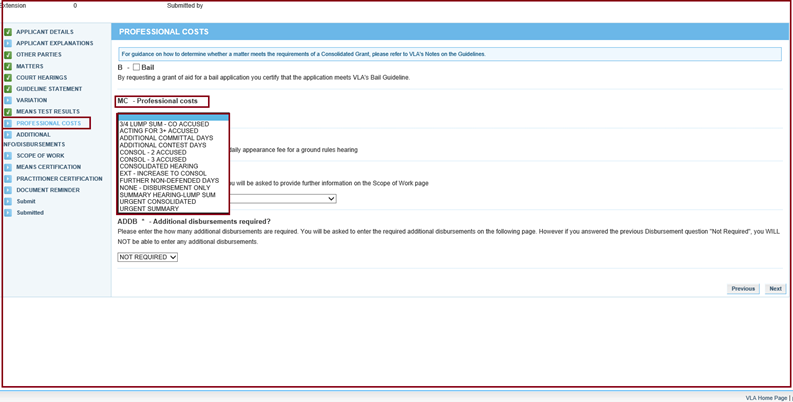 xtension 0 Submitted by
APPLICANT DETAILS
APPLICANT EXPLANATIONS
OTHER PARTIES
MATTERS
COURT HEARINGS
GUIDELINE STATEMENT
VARIATION
MEANS TEST RESULTS
PROFESSIONAL COSTS
ADDITIONAL
NFO/DISBURSEMENTS
SCOPE OF WORK
MEANS CERTIFICATION
PRACTITIONER CERTIFICATION
DOCUMENT REMINDER
Submit
Submitted
PROFESSIONAL COSTS
For guidance on how to determine whether a matter meets the requirements of a Consolidated Grant, please refer to VLA's Notes on the Guidelines.
B - Bail
By requesting a grant of aid for a bail application you certify that the application meets VLA's Bail Guideline.
MC - Professional costs
3/4 LUMP SUM - CO ACCUSED
ACTING FOR 3+ ACCUSED
ADDITIONAL COMMITTAL DAYS
ADDITIONAL CONTEST DAYS
CONSOL - 2 ACCUSED
CONSOL - 3 ACCUSED
CONSOLIDATED HEARING
EXT - INCREASE TO CONSOL
FURTHER NON-DEFENDED DAYS
NONE - DISBURSEMENT ONLY
SUMMARY HEARING-LUMP SUM
URGENT CONSOLIDATED
URGENT SUMMARY
daily appearance fee for a ground rules hearing
ou will be asked to provide further information on the Scope of Work page
ADDB * - Additional disbursements required?
Please enter the how many additional disbursements are required. You will be asked to enter the required additional disbursements on the following page. However if you answered the previous Disbursement question "Not Required", you WILL
NOT be able to enter any additional disbursements.
NOT REQUIRED
Previous Next
VLA Home Page |